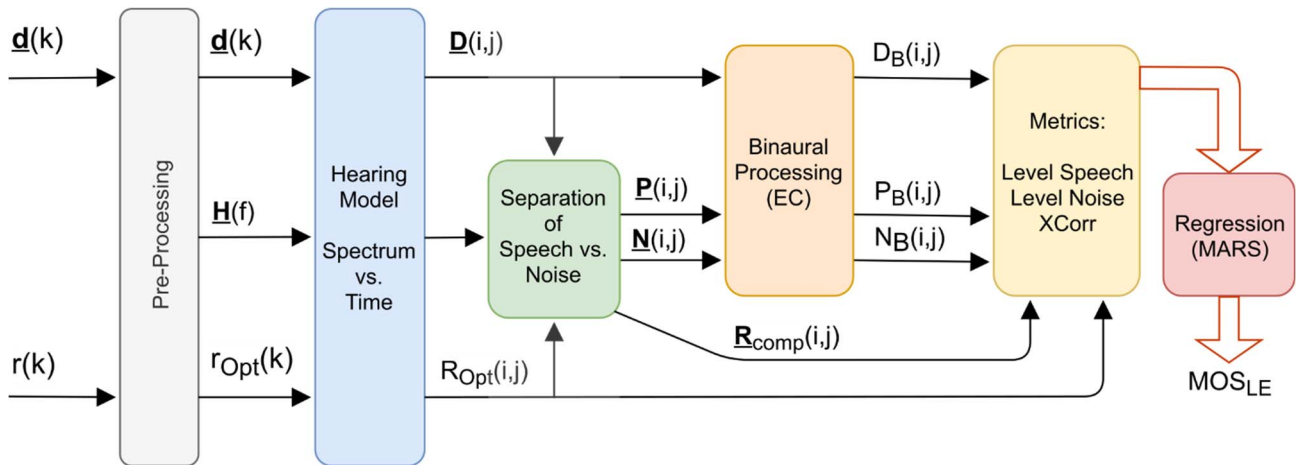 d(k)
d(k)
D(i,j)
D_B(i,j)
Pre-Processing
Hearing
Model
Spectrum
vs.
Time
H(f)
Separation
of
Speech vs.
Noise
P(i,j)
N(i,j)
Binaural
Processing
(EC)
P_B(i,j)
N_B(i,j)
Metrics:
Level Speech
Level Noise
XCorr
Regression
(MARS)
r(k)
r_Opt(k)
R_Opt(i,j)
R_comp(i,j)
MOS_LE